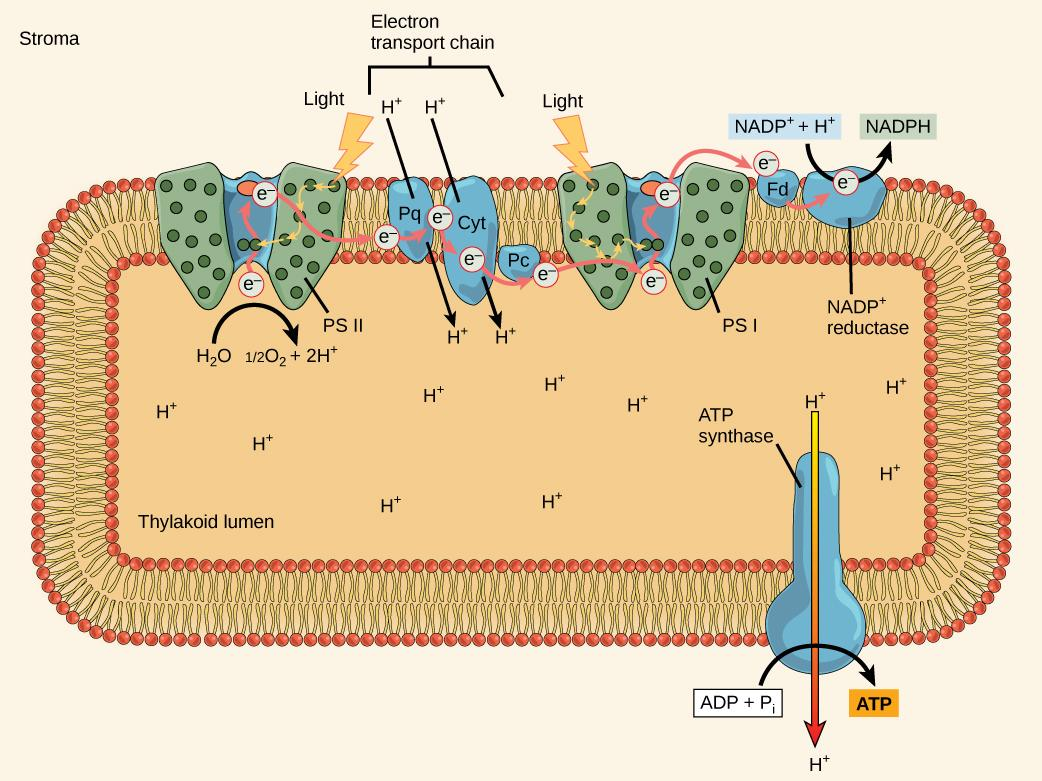 Electron
transport chain
Stroma
Light
H+
H+
Light
NADP+ + H+
NADPH
e–
e–
e–
e–
e–
Pq
e–
Cyt
e–
Fd
e–
Pc
e–
e–
e–
PS II
H+
H+
PS I
NADP+
reductase
H2O
1/2O2 + 2H+
H+
H+
H+
H+
H+
H+
ATP
synthase
H+
H+
H+
H+
Thylakoid lumen
ADP + Pi
ATP
H+